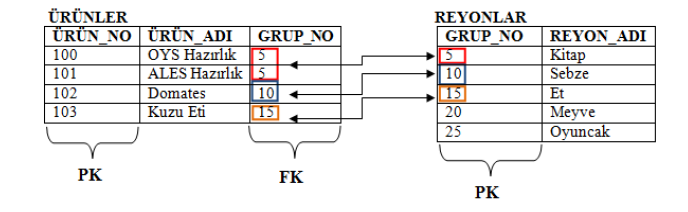 ÜRÜNLER
ÜRÜN_NO ÜRÜN_ADI GRUP_NO
100 OYS Hazırlık 5
101 ALES Hazırlık 5
102 Domates 10
103 Kuzu Eti 15
PK FK
REYONLAR
GRUP_NO REYON_ADI
5 Kitap
10 Sebze
15 Et
20 Meyve
25 Oyuncak
PK